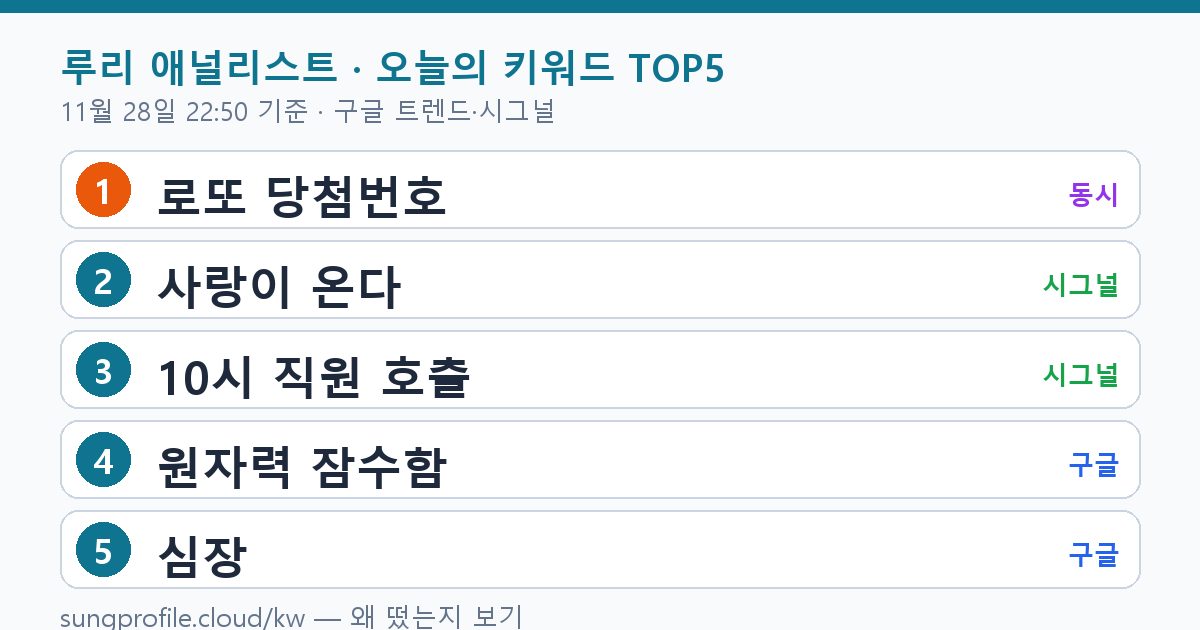 루리 애널리스트 · 오늘의 키워드 TOP5
11월 28일 22:50 기준 · 구글 트렌드·시그널
1 로또 당첨번호 동시
2 사랑이 온다 시그널
3 10시 직원 호출 시그널
4 원자력 잠수함 구글
5 심장 구글
sungprofile.cloud/kw — 왜 떴는지 보기